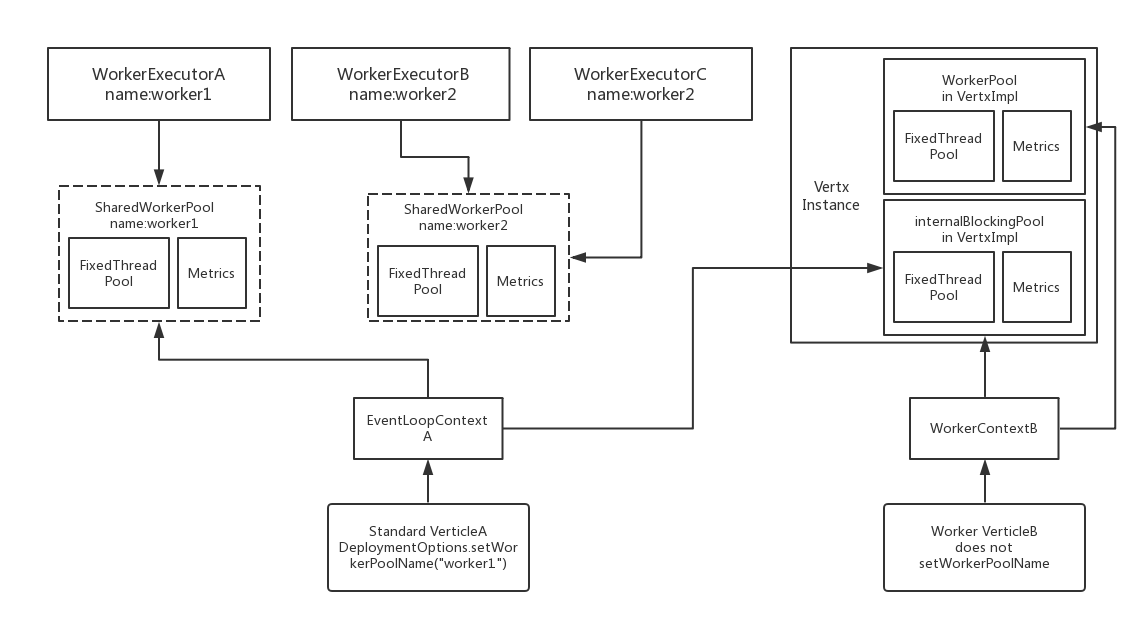 WorkerExecutorA
name:worker1
WorkerExecutorB
name:worker2
WorkerExecutorC
name:worker2
SharedWorkerPool
name:worker1
FixedThread
Pool
Metrics
SharedWorkerPool
name:worker2
FixedThread
Pool
Metrics
Vertx
Instance
WorkerPool
in VertxImpl
FixedThread
Pool
Metrics
internalBlockingPool
in VertxImpl
FixedThread
Pool
Metrics
EventLoopContext
A
WorkerContextB
Standard VerticleA
DeploymentOptions.setWor
kerPoolName("worker1")
Worker VerticleB
does not
setWorkerPoolName